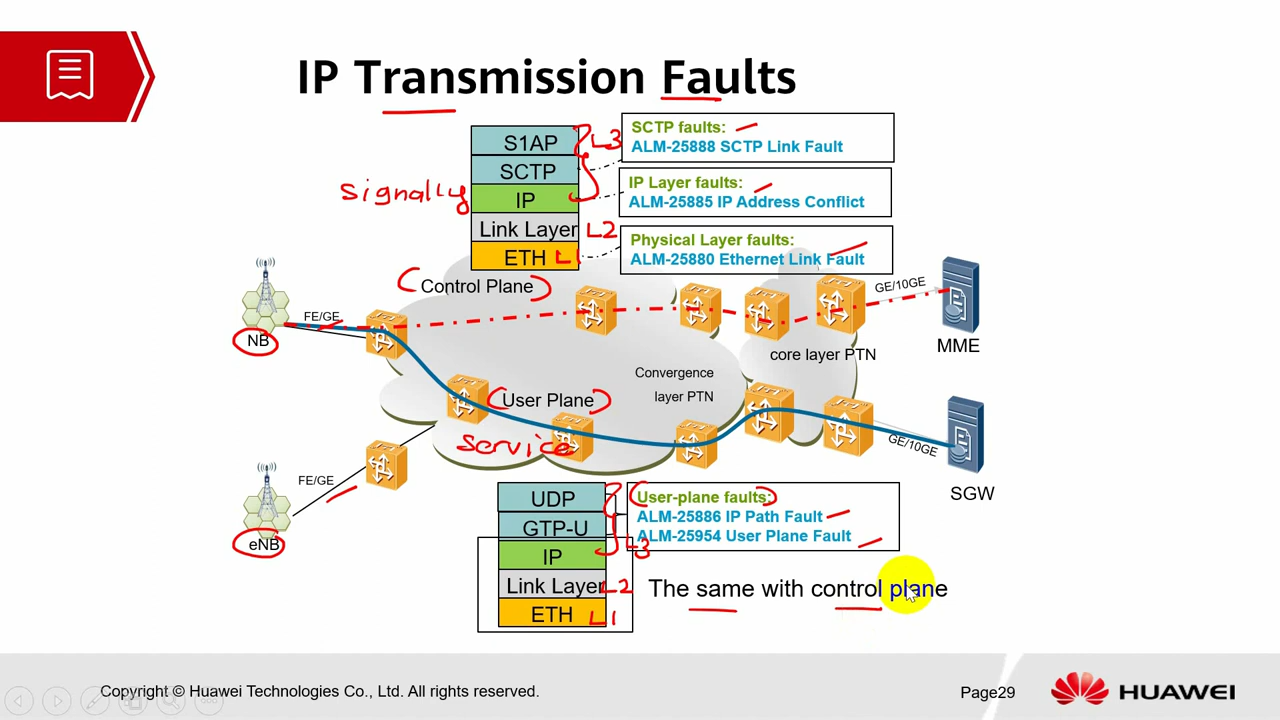 IP Transmission Faults
S1AP
SCTP
IP
Link Layer
ETH
L3
L2
L1
Signally
SCTP faults:
ALM-25888 SCTP Link Fault
IP Layer faults:
ALM-25885 IP Address Conflict
Physical Layer faults:
ALM-25880 Ethernet Link Fault
Control Plane
FE/GE
NB
GE/10GE
MME
core layer PTN
Convergence
layer PTN
User Plane
Service
FE/GE
eNB
GE/10GE
SGW
UDP
GTP-U
IP
Link Layer
ETH
L3
L2
L1
User-plane faults:
ALM-25886 IP Path Fault
ALM-25954 User Plane Fault
The same with control plane
Copyright © Huawei Technologies Co., Ltd. All rights reserved.
Page29
HUAWEI